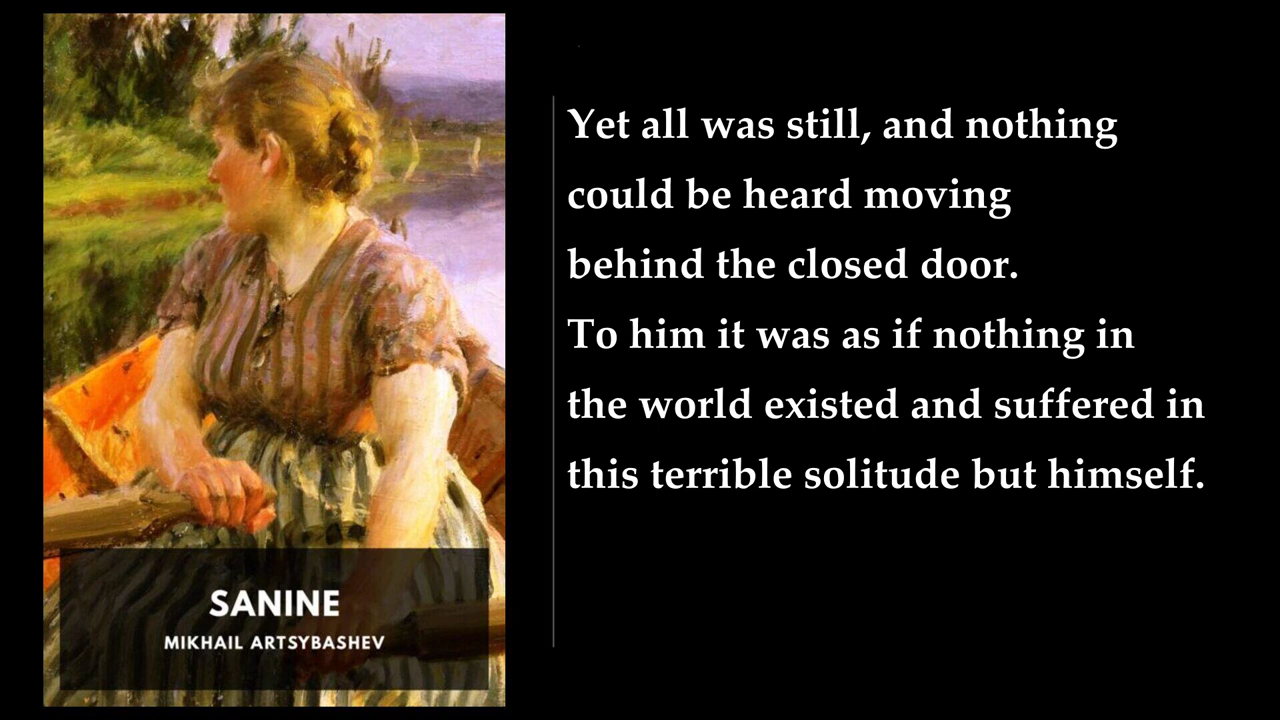 SANINE
MIKHAIL ARTSYBASHEV
Yet all was still, and nothing
could be heard moving
behind the closed door.
To him it was as if nothing in
the world existed and suffered in
this terrible solitude but himself.